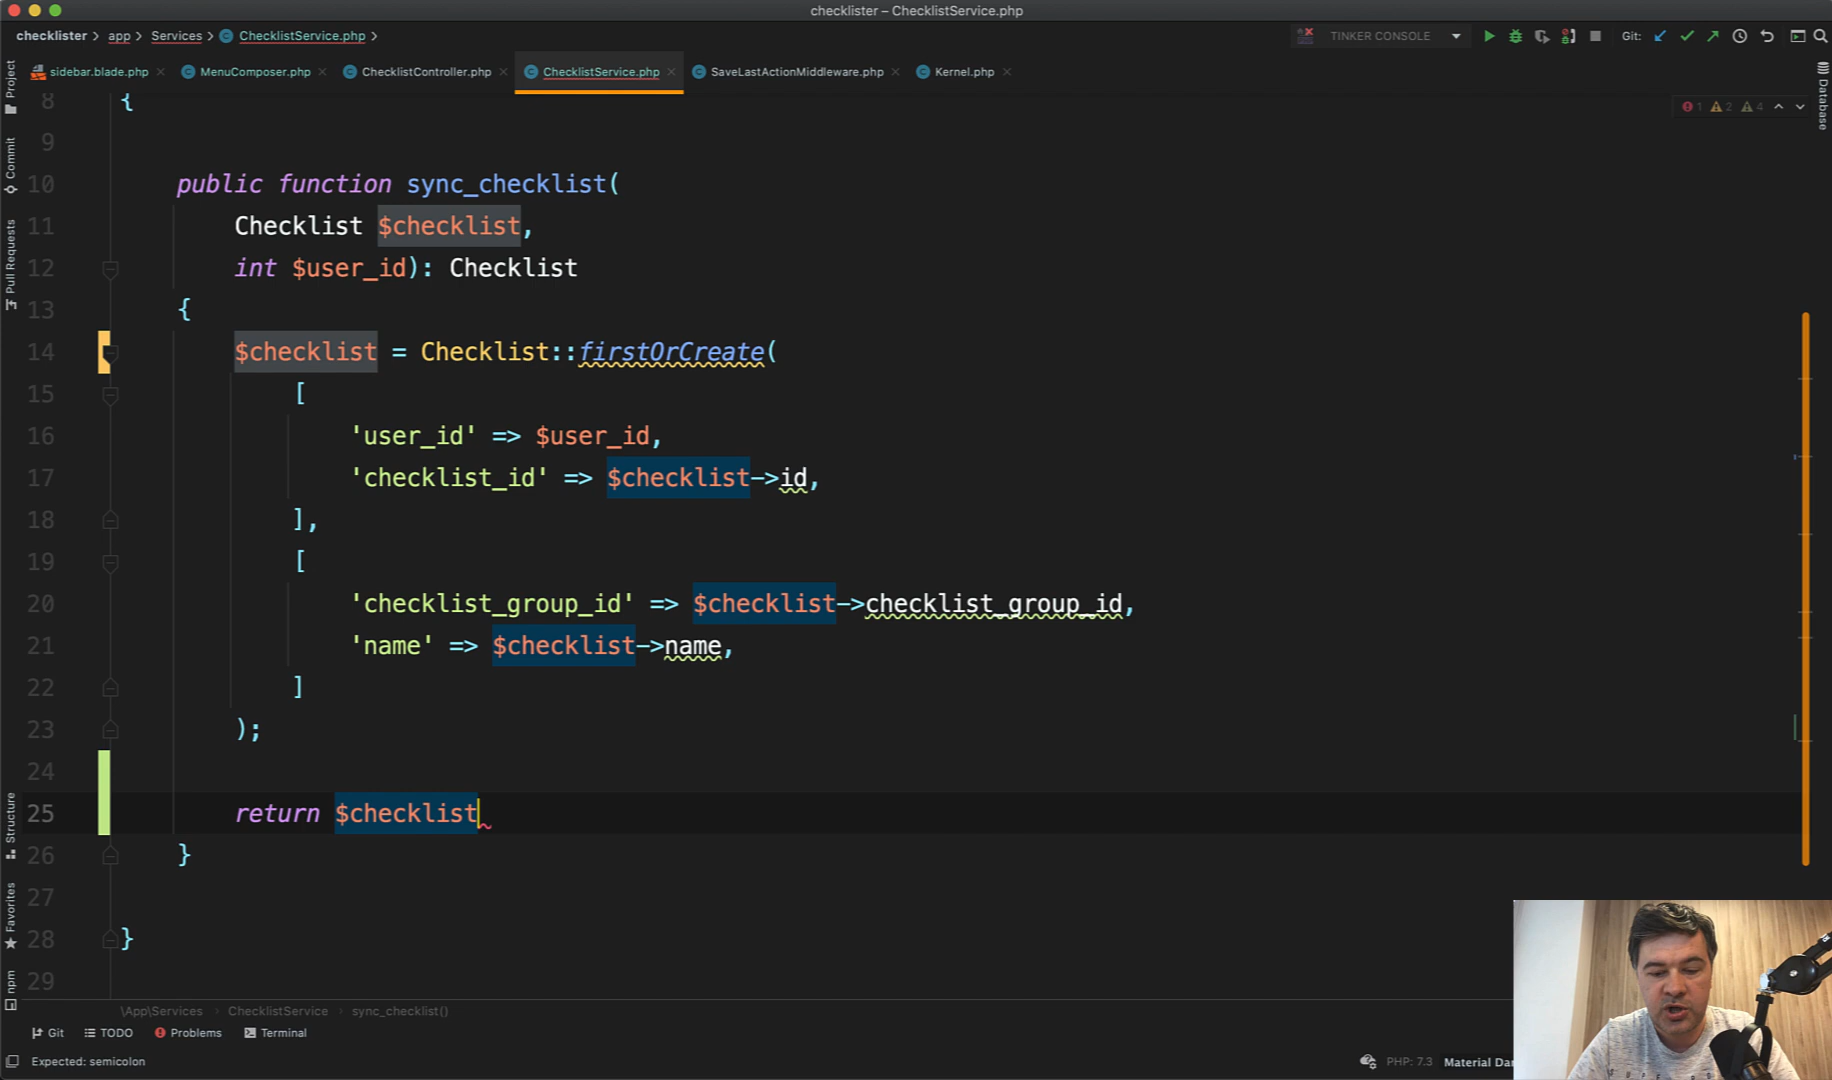 checklister – ChecklistService.php
checklister > app > Services > ChecklistService.php >
TINKER CONSOLE
Git:
sidebar.blade.php
MenuComposer.php
ChecklistController.php
ChecklistService.php
SaveLastActionMiddleware.php
Kernel.php
Project
Commit
Pull Requests
Structure
Favorites
npm
Database
1 2 4
8 {
9
10 public function sync_checklist(
11 Checklist $checklist,
12 int $user_id): Checklist
13 {
14 $checklist = Checklist::firstOrCreate(
15 [
16 'user_id' => $user_id,
17 'checklist_id' => $checklist->id,
18 ],
19 [
20 'checklist_group_id' => $checklist->checklist_group_id,
21 'name' => $checklist->name,
22 ]
23 );
24
25 return $checklist
26 }
27
28 }
29
\App\Services > ChecklistService > sync_checklist()
Git TODO Problems Terminal
Expected: semicolon
PHP: 7.3 Material Dar